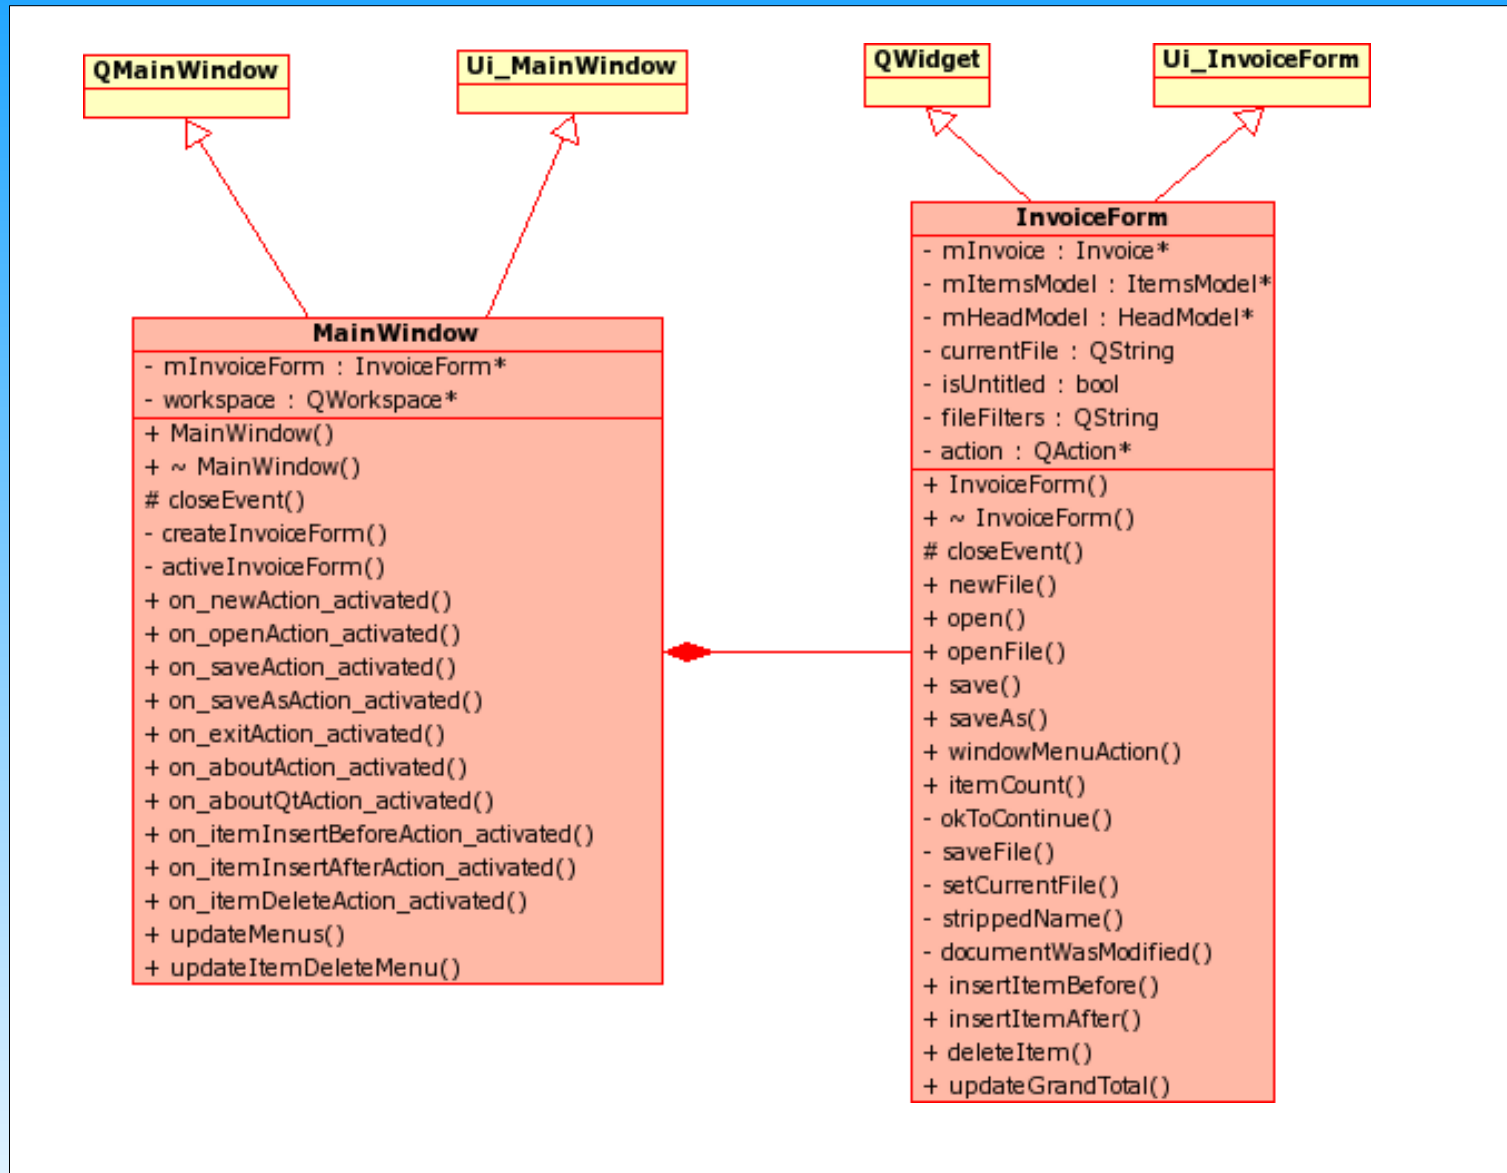 QMainWindow
Ui_MainWindow
QWidget
Ui_InvoiceForm
MainWindow
- mInvoiceForm : InvoiceForm*
- workspace : QWorkspace*
+ MainWindow()
+ ~ MainWindow()
# closeEvent()
- createInvoiceForm()
- activeInvoiceForm()
+ on_newAction_activated()
+ on_openAction_activated()
+ on_saveAction_activated()
+ on_saveAsAction_activated()
+ on_exitAction_activated()
+ on_aboutAction_activated()
+ on_aboutQtAction_activated()
+ on_itemInsertBeforeAction_activated()
+ on_itemInsertAfterAction_activated()
+ on_itemDeleteAction_activated()
+ updateMenus()
+ updateItemDeleteMenu()
InvoiceForm
- mInvoice : Invoice*
- mItemsModel : ItemsModel*
- mHeadModel : HeadModel*
- currentFile : QString
- isUntitled : bool
- fileFilters : QString
- action : QAction*
+ InvoiceForm()
+ ~ InvoiceForm()
# closeEvent()
+ newFile()
+ open()
+ openFile()
+ save()
+ saveAs()
+ windowMenuAction()
+ itemCount()
- okToContinue()
- saveFile()
- setCurrentFile()
- strippedName()
- documentWasModified()
+ insertItemBefore()
+ insertItemAfter()
+ deleteItem()
+ updateGrandTotal()